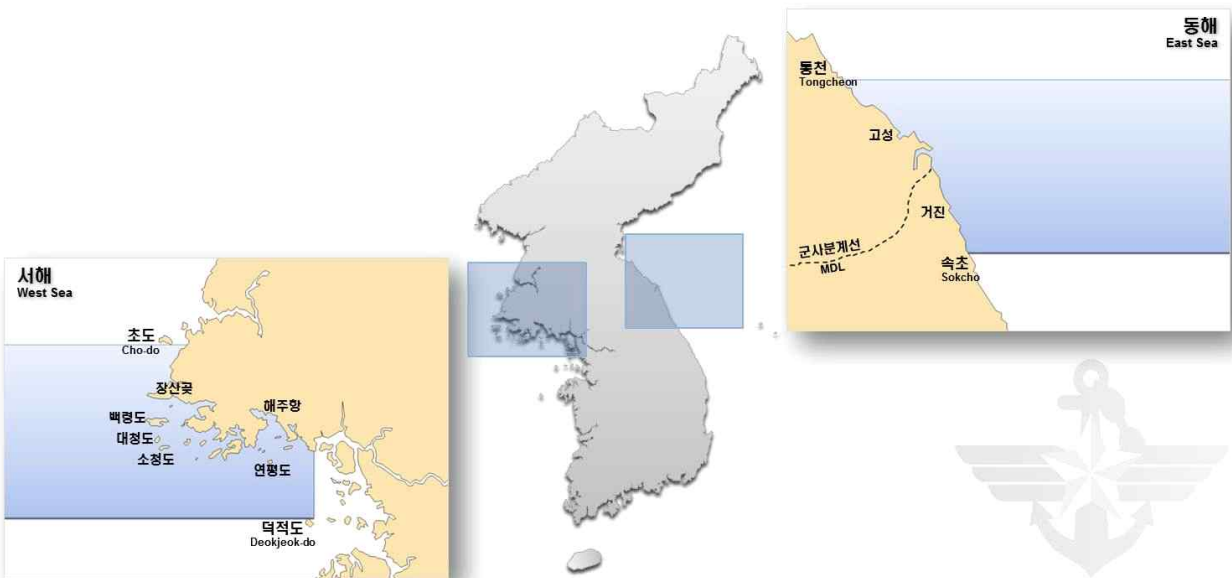 동해
East Sea
통천
Tongcheon
고성
거진
군사분계선
MDL
속초
Sokcho
서해
West Sea
초도
Cho-do
장산곶
백령도
해주항
대청도
소청도
연평도
덕적도
Deokjeok-do